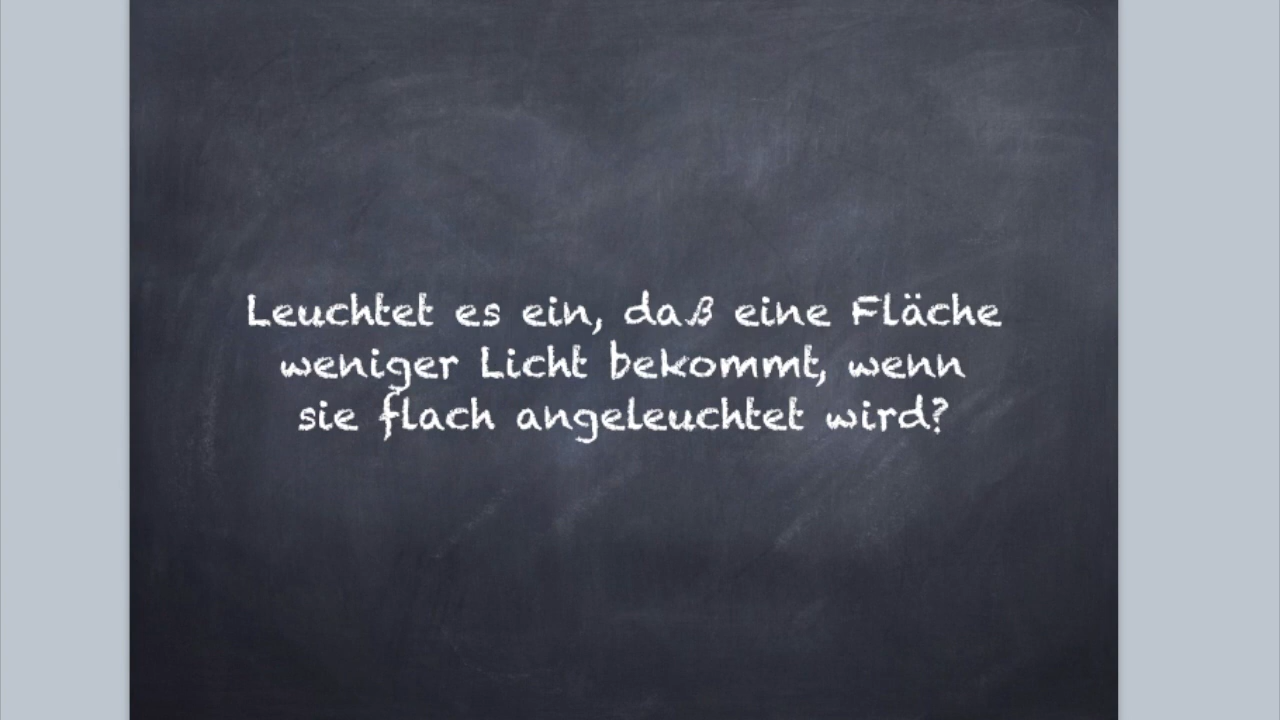 Leuchtet es ein, daß eine Fläche
weniger Licht bekommt, wenn
sie flach angeleuchtet wird?